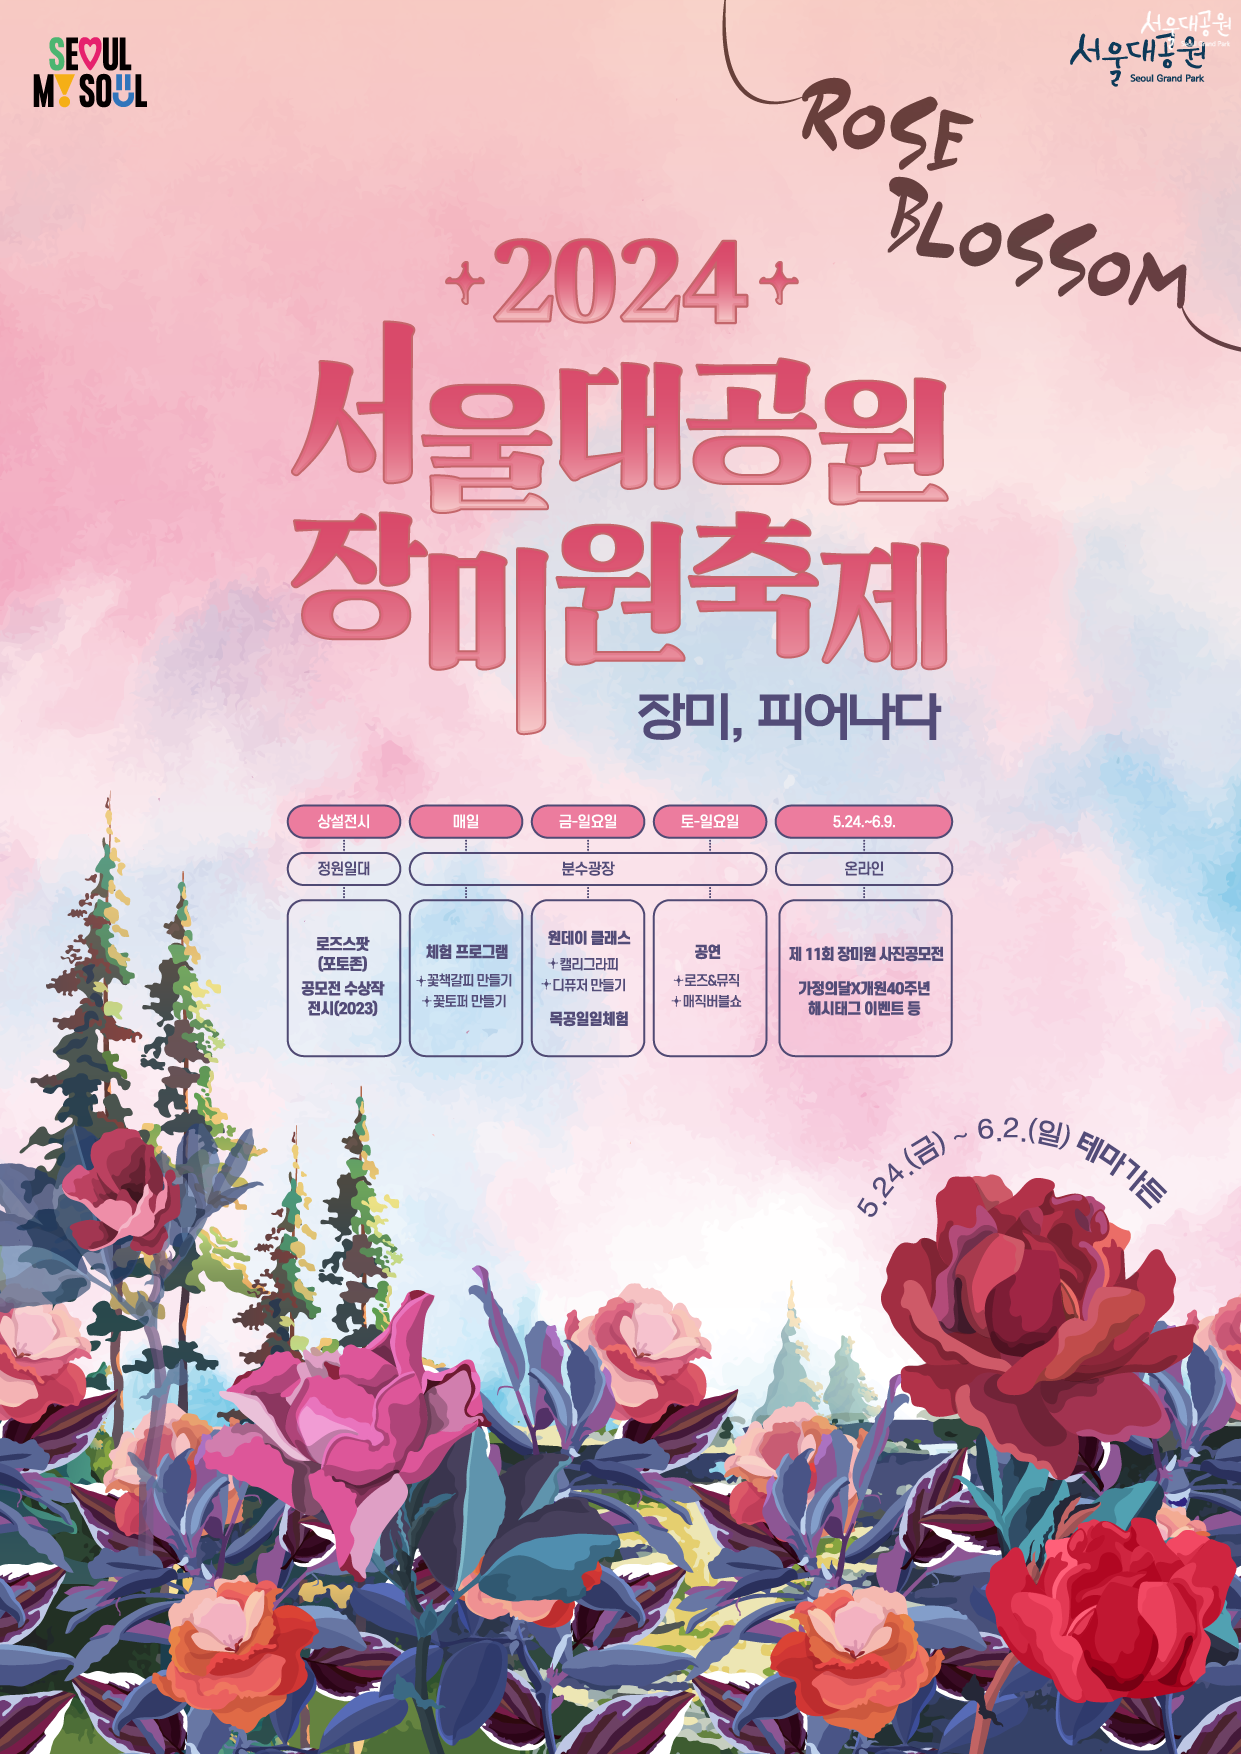 SEOUL
MY SOUL
서울대공원
서울대공원
Seoul Grand Park
ROSE
BLOSSOM
2024
서울대공원
장미원축제
장미, 피어나다
상설전시 매일 금-일요일 토-일요일 5.24.~6.9.
정원일대 분수광장 온라인
로즈스팟
(포토존)
공모전 수상작
전시(2023)
체험 프로그램
꽃책갈피 만들기
꽃토퍼 만들기
원데이 클래스
캘리그라피
디퓨저 만들기
목공일일체험
공연
로즈&뮤직
매직버블쇼
제 11회 장미원 사진공모전
가정의달X개원40주년
해시태그 이벤트 등
5.24.(금) ~ 6.2.(일) 테마가든